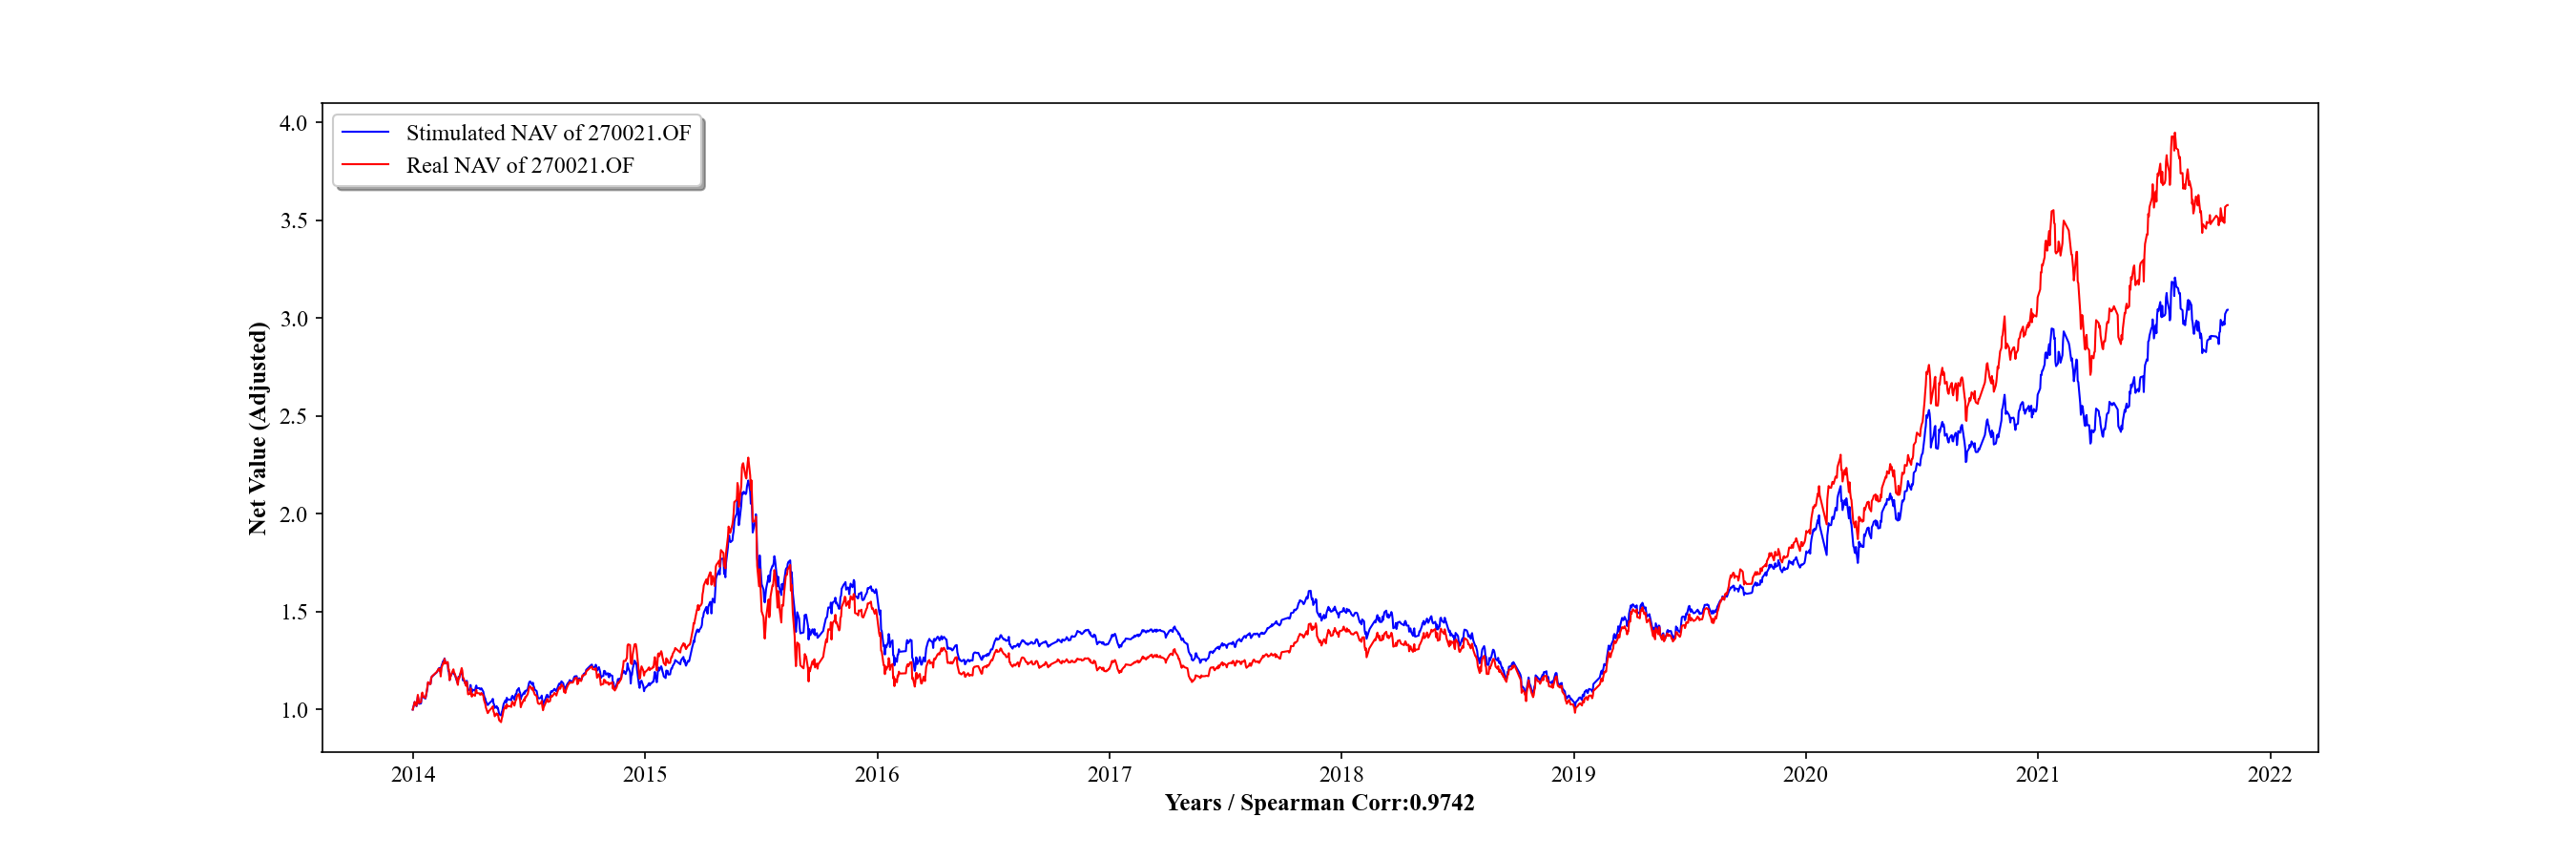 Stimulated NAV of 270021.OF
Real NAV of 270021.OF
4.0
3.5
3.0
2.5
2.0
1.5
1.0
Net Value (Adjusted)
2014 2015 2016 2017 2018 2019 2020 2021 2022
Years / Spearman Corr:0.9742